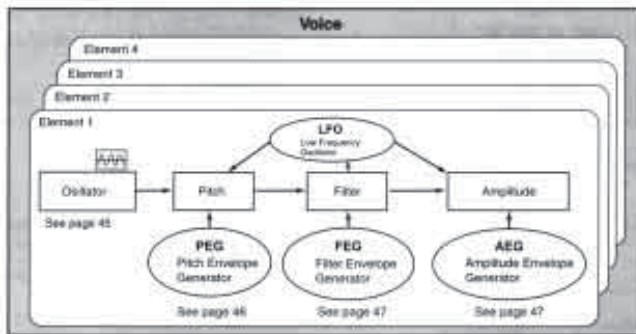 Voice
Element 4
Element 3
Element 2
Element 1
LFO
Low Frequency
Oscillator
Oscillator
Pitch
Filter
Amplitude
See page 45
PEG
Pitch Envelope
Generator
FEG
Filter Envelope
Generator
AEG
Amplitude Envelope
Generator
See page 46
See page 47
See page 47